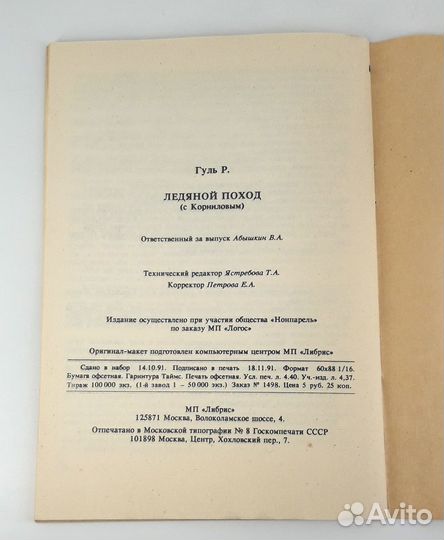 Гуль Р.
ЛЕДЯНОЙ ПОХОД
(с Корниловым)
Ответственный за выпуск Абышкин В.А.
Технический редактор Ястребова Т.А.
Корректор Петрова Е.А.
Издание осуществлено при участии общества «Нонпарель»
по заказу МП «Логос»
Оригинал-макет подготовлен компьютерным центром МП «Либрис»
Сдано в набор 14.10.91. Подписано в печать 18.11.91. Формат 60х88 1/16.
Бумага офсетная. Гарнитура Таймс. Печать офсетная. Усл. печ. л. 4.40. Уч.-изд. л. 4,37.
Тираж 100 000 экз. (1-й завод 1 – 50 000 экз.) Заказ № 1498. Цена 5 руб. 25 коп.
МП «Либрис»
125871 Москва, Волоколамское шоссе, 4.
Отпечатано в Московской типографии № 8 Госкомпечати СССР
101898 Москва, Центр, Хохловский пер., 7.
Avito